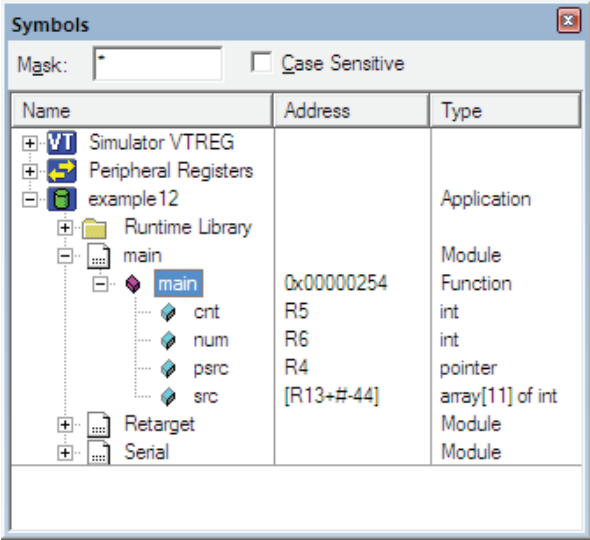 Symbols
Mask: * Case Sensitive
Name Address Type
VT Simulator VTREG
Peripheral Registers
example12 Application
Runtime Library
main Module
main 0x00000254 Function
cnt R5 int
num R6 int
psrc R4 pointer
src [R13+#-44] array[11] of int
Retarget Module
Serial Module